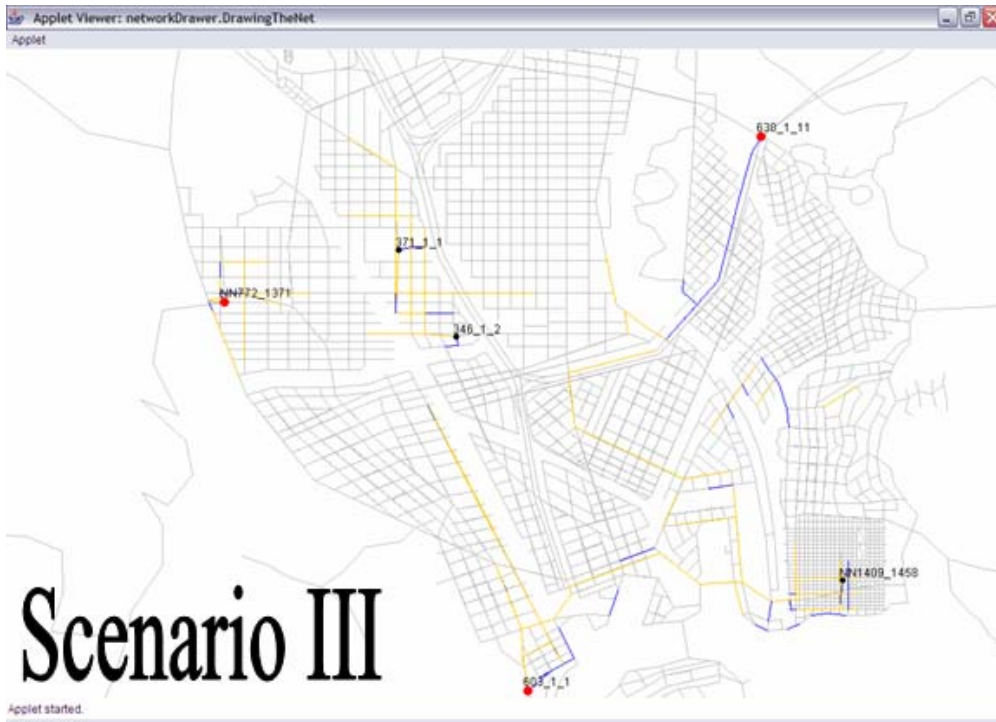 Applet Viewer: networkDrawer.DrawingTheNet
Applet
638_1_11
371_1_1
NN772_1371
346_1_2
NN1409_1458
Scenario III
603_1_1
Applet started.